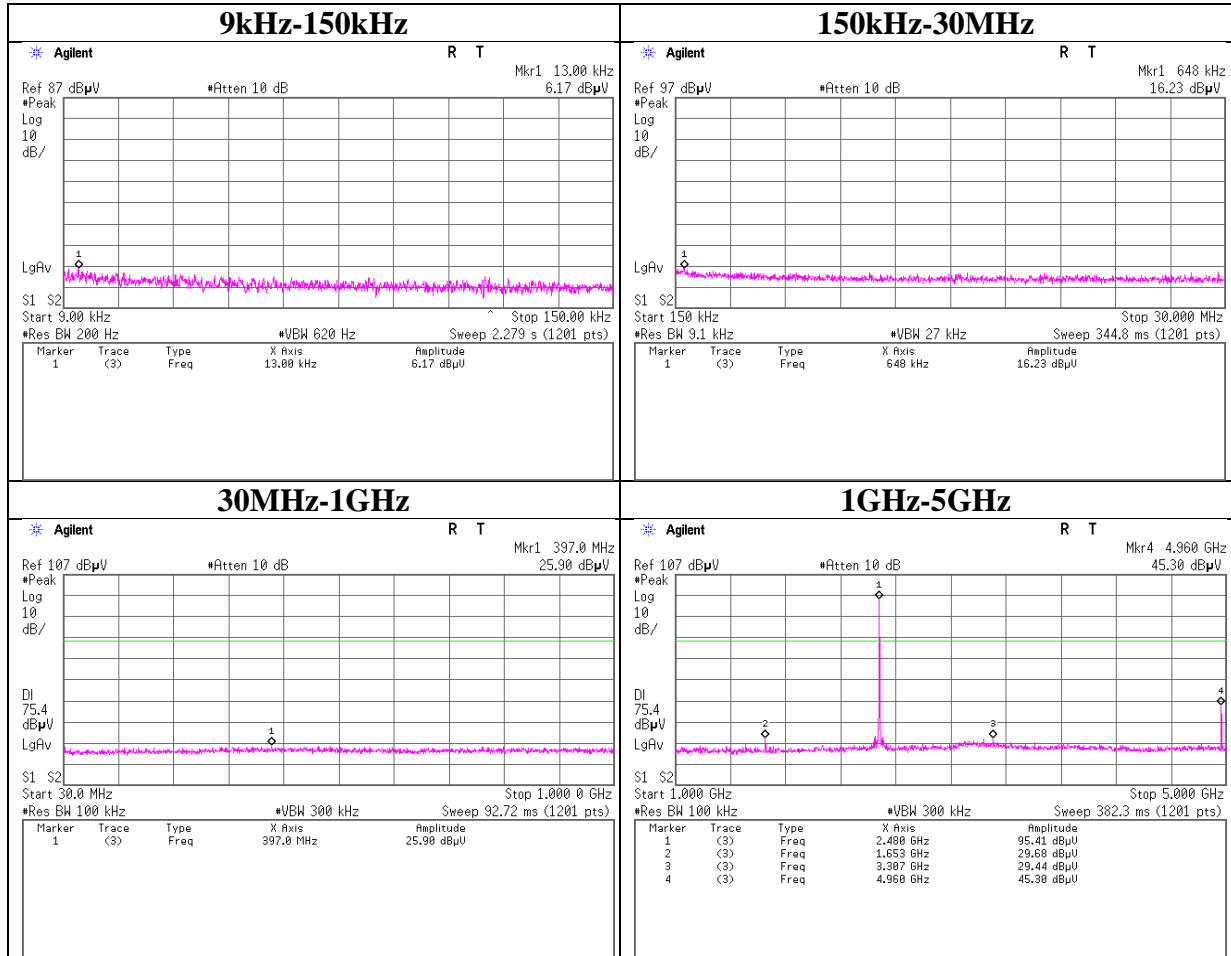 9kHz-150kHz
Agilent R T
Mkr1 13.00 kHz
Ref 87 dBµV #Atten 10 dB 6.17 dBµV
#Peak
Log
10
dB/
1
LgAv
S1 S2
Start 9.00 kHz ^ Stop 150.00 kHz
#Res BW 200 Hz #VBW 620 Hz Sweep 2.279 s (1201 pts)
Marker Trace Type X Axis Amplitude
1 (3) Freq 13.00 kHz 6.17 dBµV
150kHz-30MHz
Agilent R T
Mkr1 648 kHz
Ref 97 dBµV #Atten 10 dB 16.23 dBµV
#Peak
Log
10
dB/
1
LgAv
S1 S2
Start 150 kHz Stop 30.000 MHz
#Res BW 9.1 kHz #VBW 27 kHz Sweep 344.8 ms (1201 pts)
Marker Trace Type X Axis Amplitude
1 (3) Freq 648 kHz 16.23 dBµV
30MHz-1GHz
Agilent R T
Mkr1 397.0 MHz
Ref 107 dBµV #Atten 10 dB 25.90 dBµV
#Peak
Log
10
dB/
DI
75.4
dBµV
1
LgAv
S1 S2
Start 30.0 MHz Stop 1.000 0 GHz
#Res BW 100 kHz #VBW 300 kHz Sweep 92.72 ms (1201 pts)
Marker Trace Type X Axis Amplitude
1 (3) Freq 397.0 MHz 25.90 dBµV
1GHz-5GHz
Agilent R T
Mkr4 4.960 GHz
Ref 107 dBµV #Atten 10 dB 45.30 dBµV
#Peak
1
Log
10
dB/
DI
4
75.4
dBµV
2 3
LgAv
S1 S2
Start 1.000 GHz Stop 5.000 GHz
#Res BW 100 kHz #VBW 300 kHz Sweep 382.3 ms (1201 pts)
Marker Trace Type X Axis Amplitude
1 (3) Freq 2.480 GHz 95.41 dBµV
2 (3) Freq 1.653 GHz 29.68 dBµV
3 (3) Freq 3.307 GHz 29.44 dBµV
4 (3) Freq 4.960 GHz 45.30 dBµV